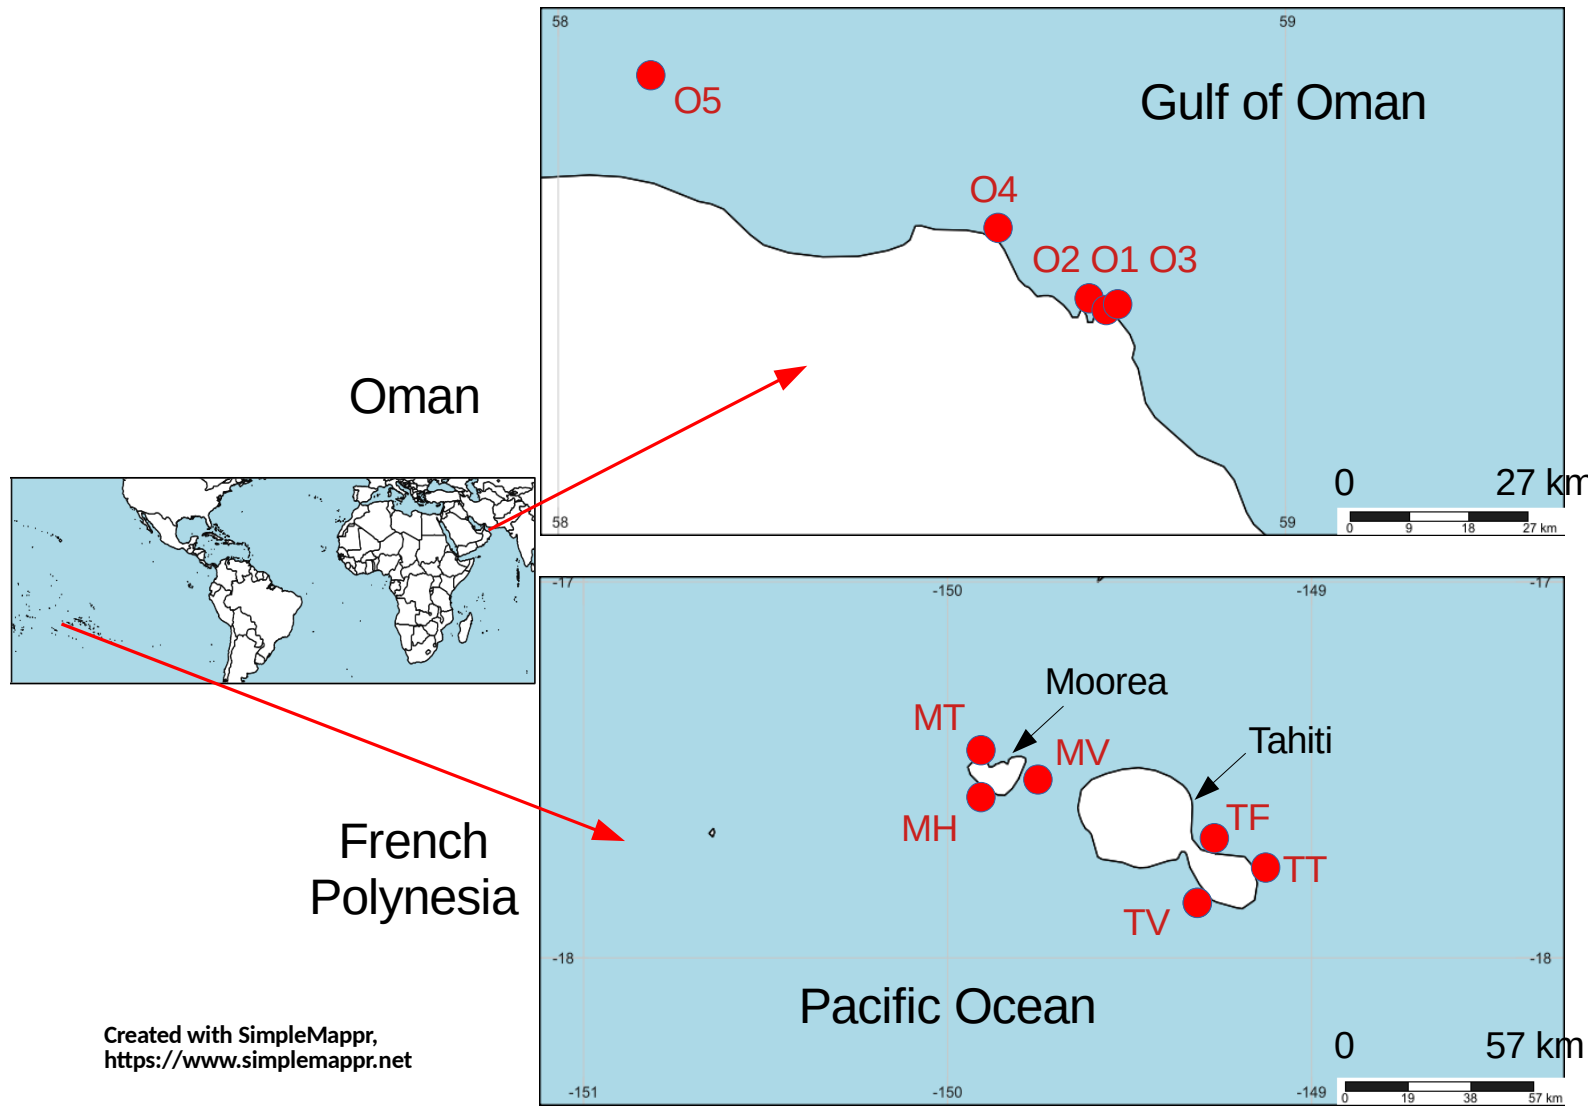 58
59
O5
Gulf of Oman
O4
O2 O1 O3
Oman
0 27 km
58
59
0 9 18 27 km
-17
-150
-149
-17
Moorea
MT
MV
Tahiti
MH
TF
TT
TV
French
Polynesia
-18
-18
Pacific Ocean
Created with SimpleMappr,
https://www.simplemappr.net
0 57 km
-151
-150
-149
0 19 38 57 km